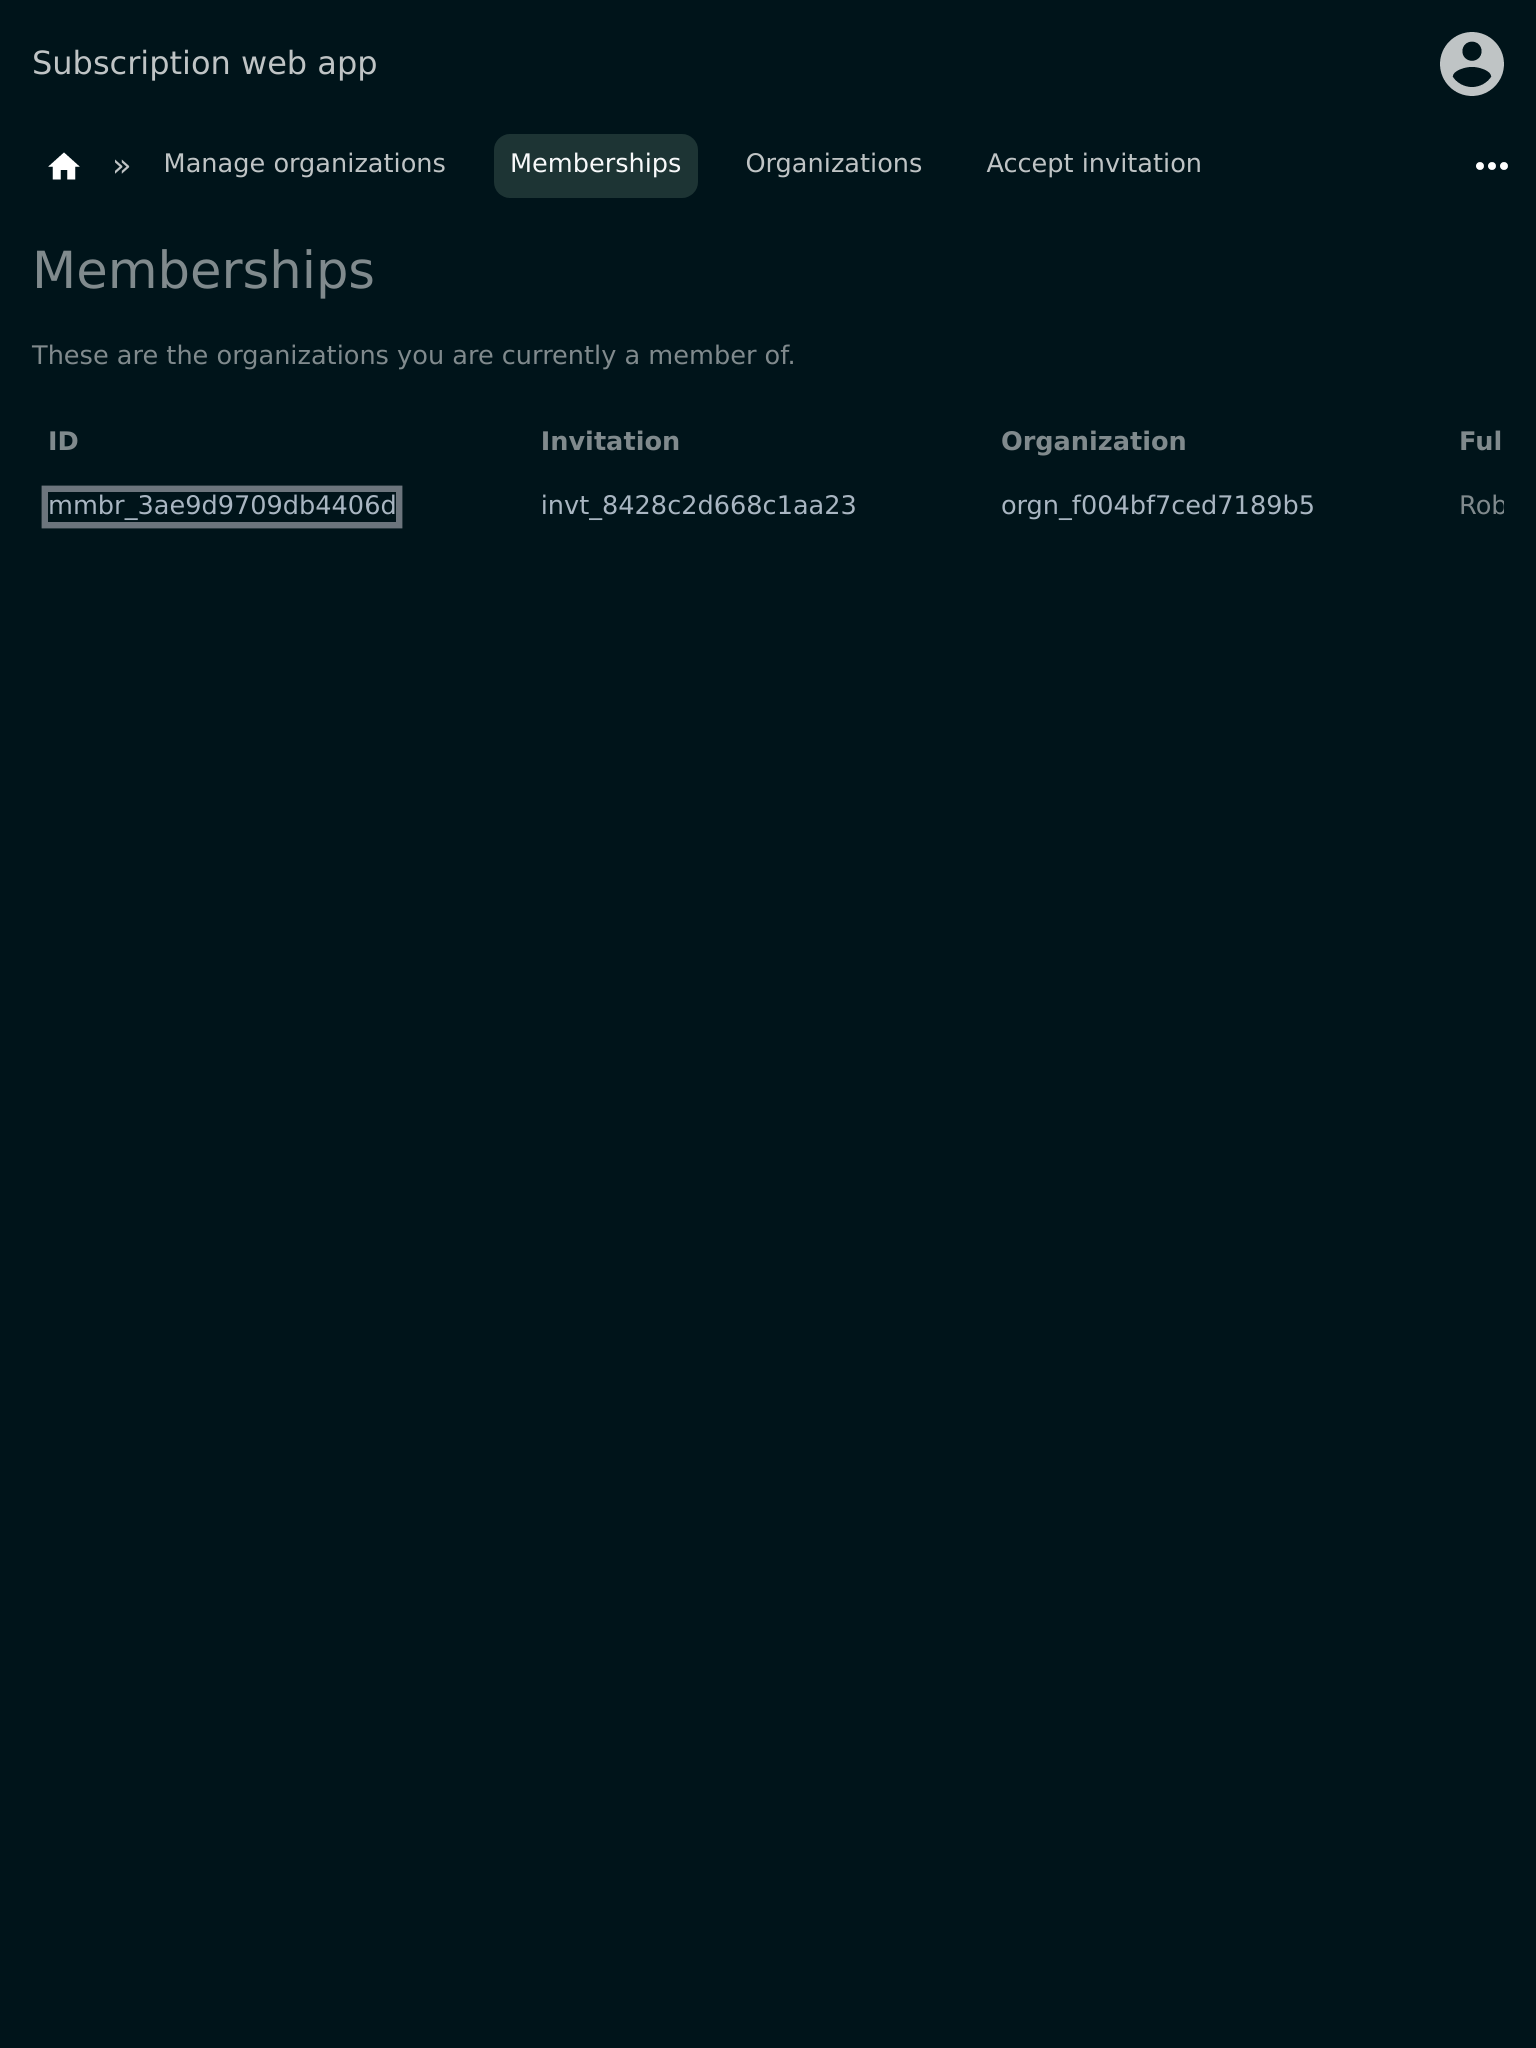 Subscription web app
» Manage organizations Memberships Organizations Accept invitation
Memberships
These are the organizations you are currently a member of.
ID Invitation Organization Ful
mmbr_3ae9d9709db4406d invt_8428c2d668c1aa23 orgn_f004bf7ced7189b5 Rob